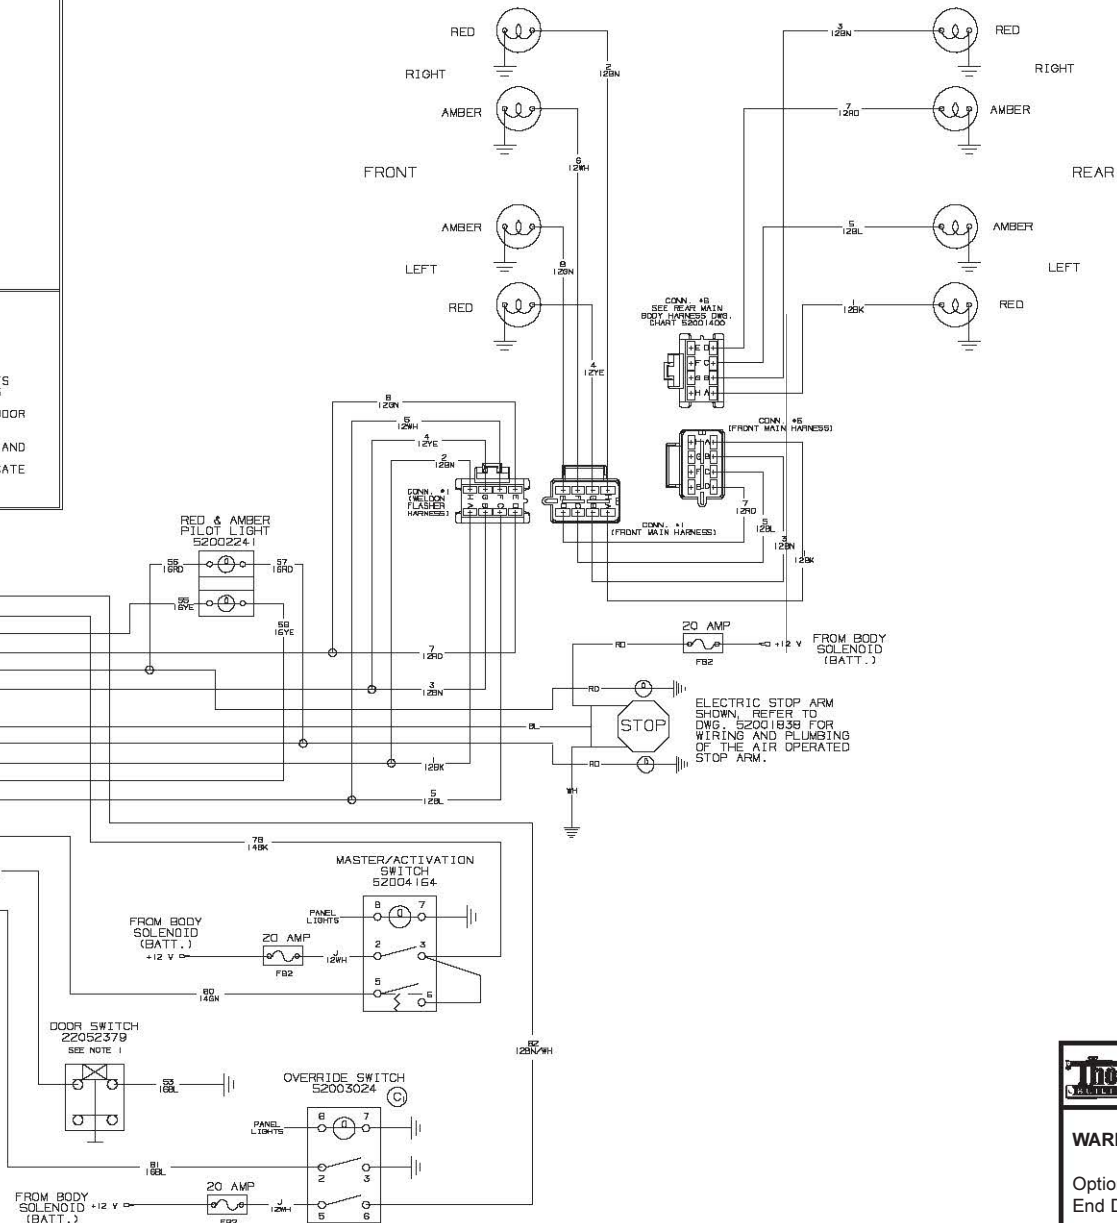 RED
3
12BN
RED
RIGHT
2
12BN
RIGHT
AMBER
7
12RD
AMBER
FRONT
6
12WH
REAR
AMBER
5
12BL
AMBER
LEFT
8
12GN
LEFT
RED
CONN. #6
SEE REAR MAIN
BODY HARNESS DWG.
CHART 52001400
1
12BK
RED
E D
F C
G B
H A
4
12YE
8
12GN
6
12WH
4
12YE
2
12BN
CONN. #6
(FRONT MAIN HARNESS)
H A
G B
F C
E D
CONN. #1
(WELDON
FLASHER
HARNESS)
H G F E
A B C D
CONN. #1
(FRONT MAIN HARNESS)
7
12RD
5
12BL
3
12BN
1
12BK
OOR
AND
CATE
RED & AMBER
PILOT LIGHT
52002241
56
16RD
57
16RD
55
16YE
58
16YE
7
12RD
3
12BN
20 AMP
RD
FB2
+12 V
FROM BODY
SOLENOID
(BATT.)
RD
BL
STOP
RD
WH
ELECTRIC STOP ARM
SHOWN, REFER TO
DWG. 52001838 FOR
WIRING AND PLUMBING
OF THE AIR OPERATED
STOP ARM.
1
12BK
5
12BL
78
14BK
MASTER/ACTIVATION
SWITCH
52004164
FROM BODY
SOLENOID
(BATT.)
+12 V
20 AMP
FB2
J
12WH
PANEL
LIGHTS
8 7
2 3
5 6
80
14GN
DOOR SWITCH
22052379
SEE NOTE 1
53
16BL
82
12BN/WH
OVERRIDE SWITCH
52003024
C1
PANEL
LIGHTS
8 7
81
16BL
2 3
FROM BODY
SOLENOID +12 V
(BATT.)
20 AMP
FB2
J
12WH
5 6
Tho
BUIL
WAR
Optio
End D